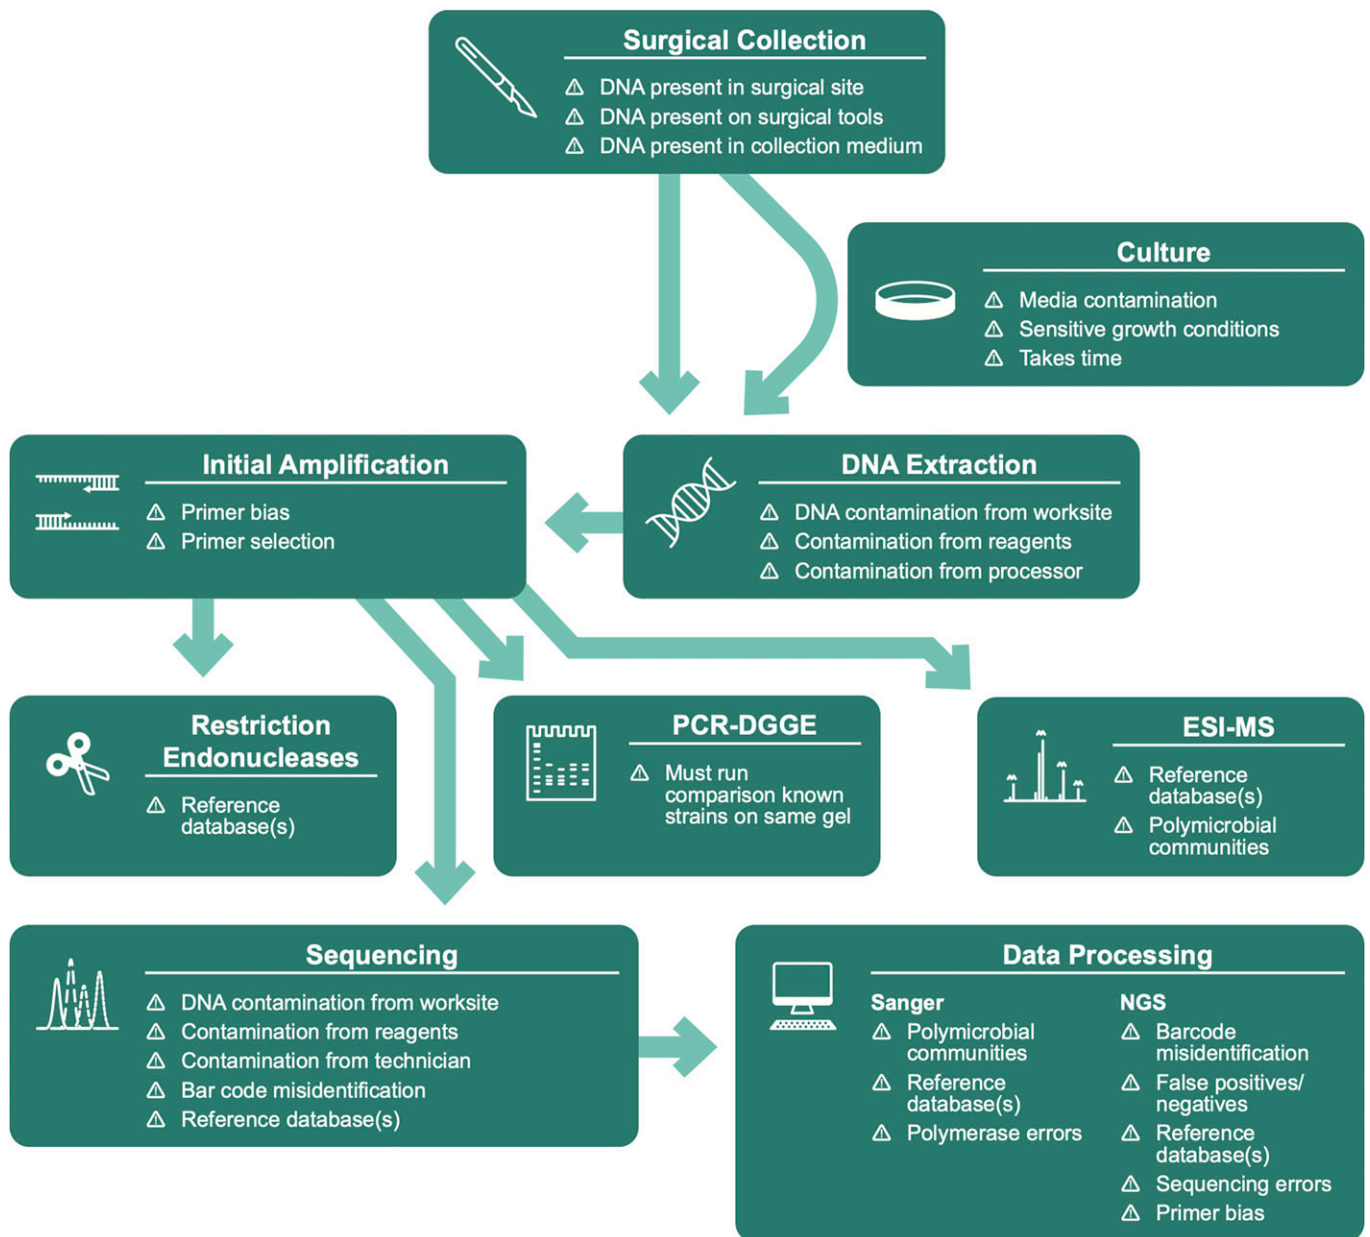 Surgical Collection
DNA present in surgical site
DNA present on surgical tools
DNA present in collection medium
Culture
Media contamination
Sensitive growth conditions
Takes time
Initial Amplification
Primer bias
Primer selection
DNA Extraction
DNA contamination from worksite
Contamination from reagents
Contamination from processor
Restriction
Endonucleases
Reference
database(s)
PCR-DGGE
Must run
comparison known
strains on same gel
ESI-MS
Reference
database(s)
Polymicrobial
communities
Sequencing
DNA contamination from worksite
Contamination from reagents
Contamination from technician
Bar code misidentification
Reference database(s)
Data Processing
Sanger
Polymicrobial
communities
Reference
database(s)
Polymerase errors
NGS
Barcode
misidentification
False positives/
negatives
Reference
database(s)
Sequencing errors
Primer bias